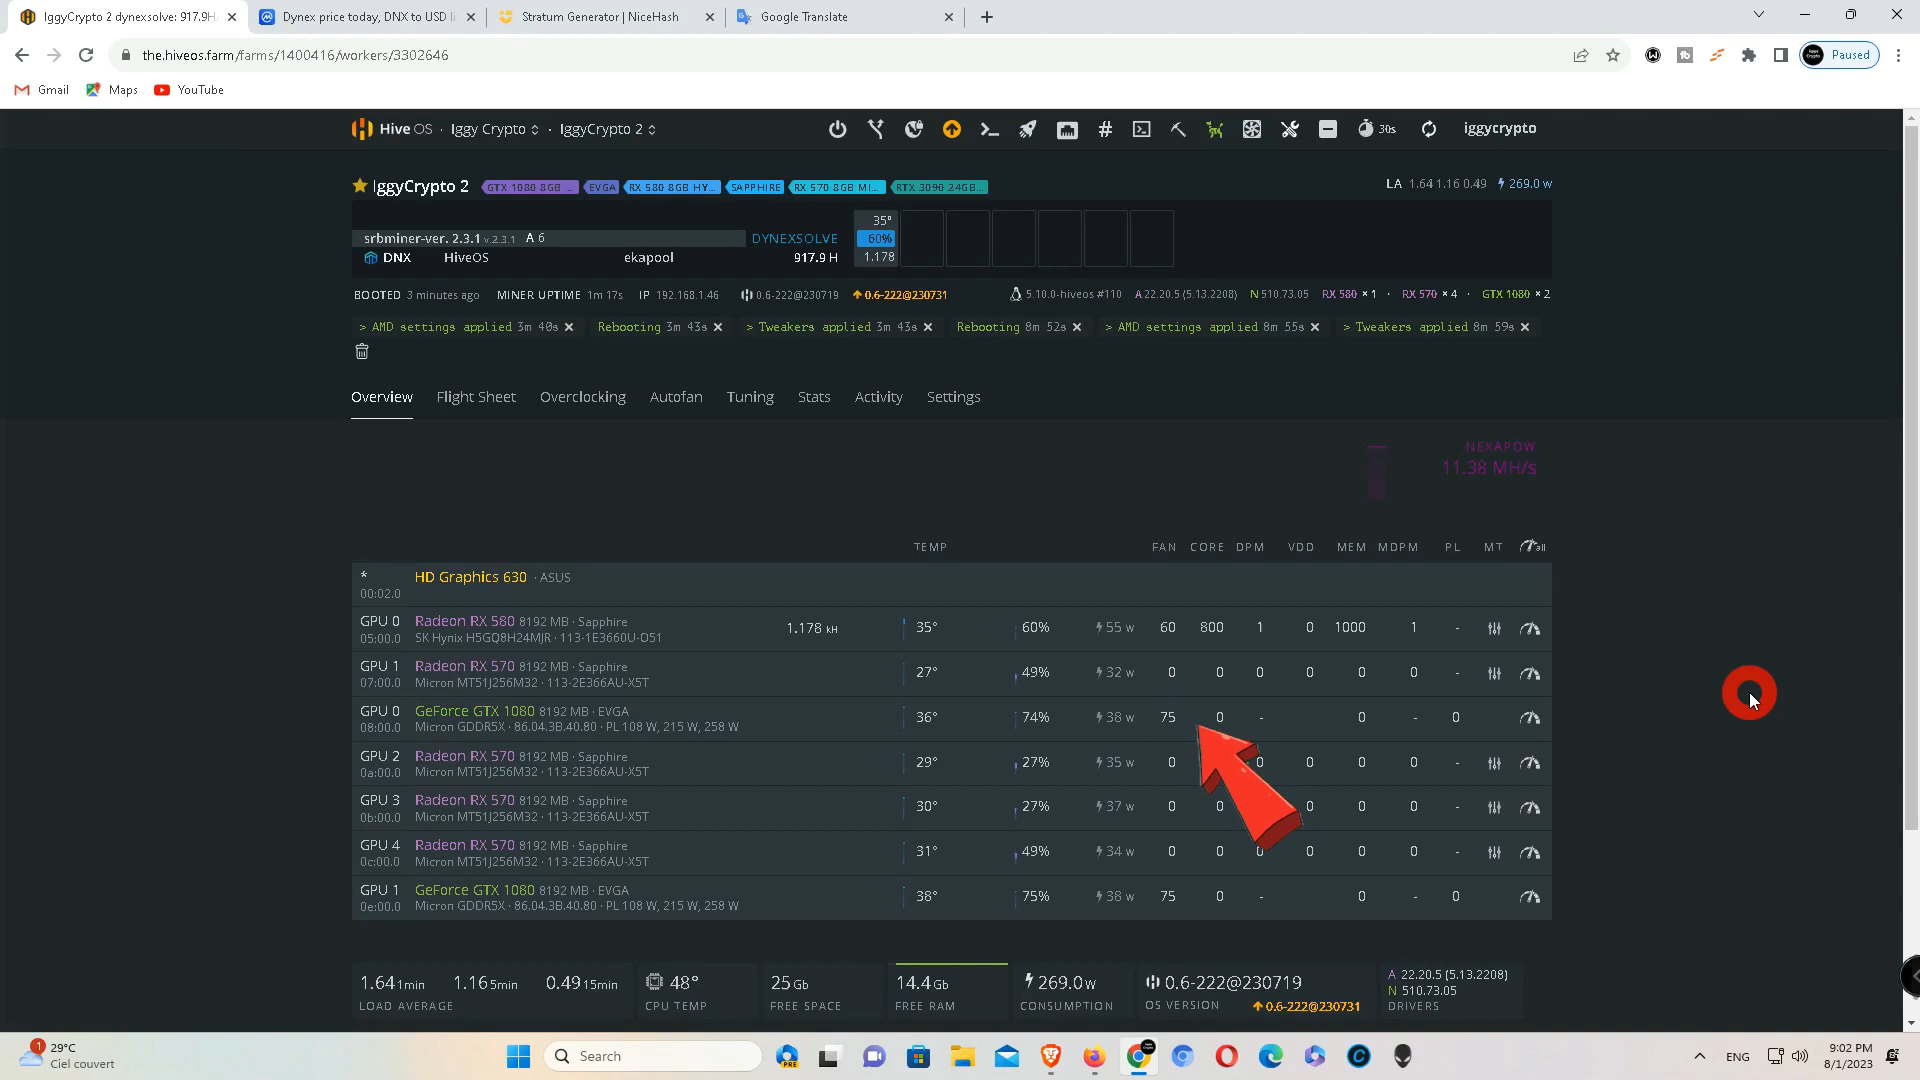 IggyCrypto 2 dynexsolve: 917.9H
Dynex price today, DNX to USD li
Stratum Generator | NiceHash
Google Translate
the.hiveos.farm/farms/1400416/workers/3302646
Paused
Gmail
Maps
YouTube
Hive OS · Iggy Crypto · IggyCrypto 2
30s
iggycrypto
IggyCrypto 2
GTX 1080 8GB ...
EVGA
RX 580 8GB HY...
SAPPHIRE
RX 570 8GB MI...
RTX 3090 24GB...
LA 1.64 1.16 0.49 269.0 w
srbminer-ver. 2.3.1 v.2.3.1 A 6 DYNEXSOLVE
DNX HiveOS ekapool 917.9 H
35°
60%
1.178
BOOTED 3 minutes ago MINER UPTIME 1m 17s IP 192.168.1.46 0.6-222@230719 0.6-222@230731
5.10.0-hiveos #110 A 22.20.5 (5.13.2208) N 510.73.05 RX 580 × 1 · RX 570 × 4 · GTX 1080 × 2
> AMD settings applied 3m 40s × Rebooting 3m 43s × > Tweakers applied 3m 43s × Rebooting 8m 52s × > AMD settings applied 8m 55s × > Tweakers applied 8m 59s ×
Overview Flight Sheet Overclocking Autofan Tuning Stats Activity Settings
NEXAPOW
11.38 MH/s
TEMP FAN CORE DPM VDD MEM MDPM PL MT all
* HD Graphics 630 · ASUS
00:02.0
GPU 0 Radeon RX 580 8192 MB · Sapphire 1.178 kH 35° 60% 55 w 60 800 1 0 1000 1 -
05:00.0 SK Hynix H5GQ8H24MJR · 113-1E3660U-O51
GPU 1 Radeon RX 570 8192 MB · Sapphire 27° 49% 32 w 0 0 0 0 0 0 -
07:00.0 Micron MT51J256M32 · 113-2E366AU-X5T
GPU 0 GeForce GTX 1080 8192 MB · EVGA 36° 74% 38 w 75 0 - 0 - 0
08:00.0 Micron GDDR5X · 86.04.3B.40.80 · PL 108 W, 215 W, 258 W
GPU 2 Radeon RX 570 8192 MB · Sapphire 29° 27% 35 w 0 0 0 0 0 -
0a:00.0 Micron MT51J256M32 · 113-2E366AU-X5T
GPU 3 Radeon RX 570 8192 MB · Sapphire 30° 27% 37 w 0 0 0 0 0 -
0b:00.0 Micron MT51J256M32 · 113-2E366AU-X5T
GPU 4 Radeon RX 570 8192 MB · Sapphire 31° 49% 34 w 0 0 0 0 0 0 -
0c:00.0 Micron MT51J256M32 · 113-2E366AU-X5T
GPU 1 GeForce GTX 1080 8192 MB · EVGA 38° 75% 38 w 75 0 - 0 - 0
0e:00.0 Micron GDDR5X · 86.04.3B.40.80 · PL 108 W, 215 W, 258 W
1.64 1min 1.16 5min 0.49 15min
LOAD AVERAGE
48°
CPU TEMP
25 Gb
FREE SPACE
14.4 Gb
FREE RAM
269.0 w
CONSUMPTION
0.6-222@230719
OS VERSION 0.6-222@230731
A 22.20.5 (5.13.2208)
N 510.73.05
DRIVERS
1
29°C
Ciel couvert
Search
PRE
ENG
9:02 PM
8/1/2023